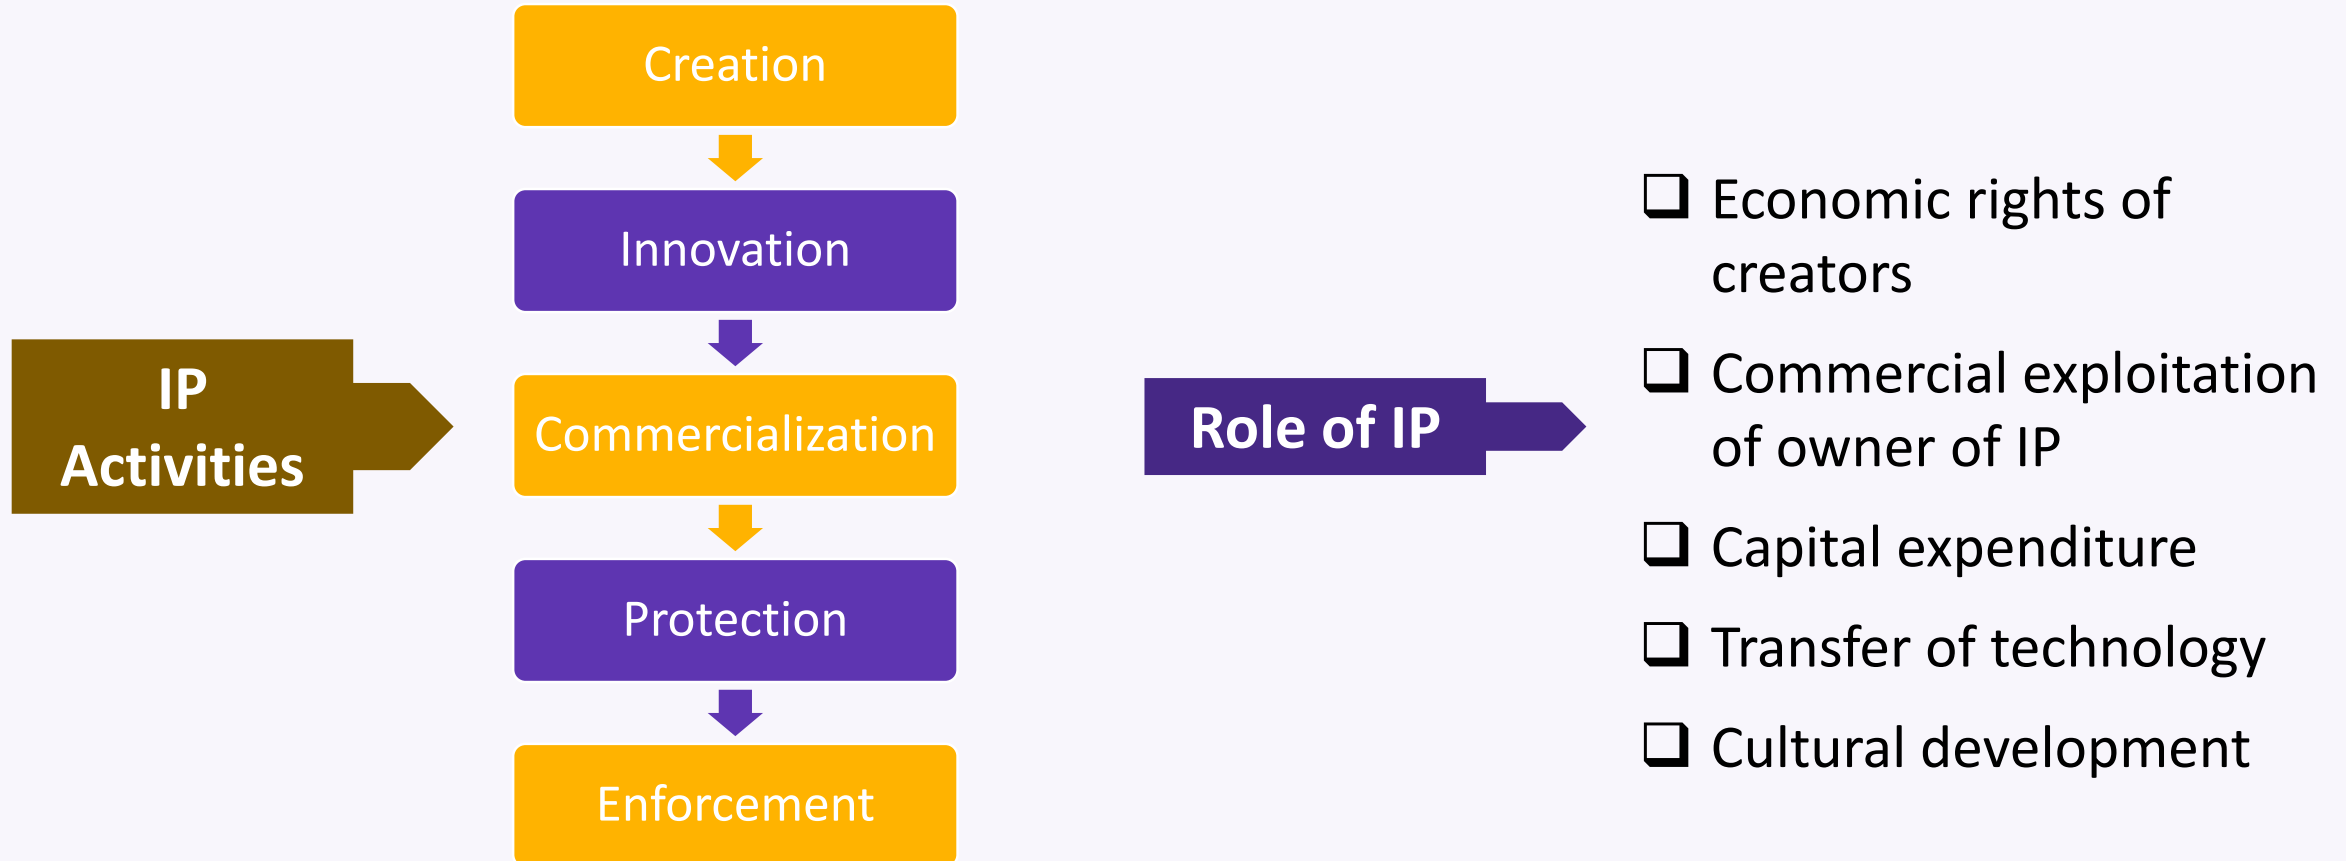 IP
Activities
Creation
Innovation
Commercialization
Protection
Enforcement
Role of IP
Economic rights of
creators
Commercial exploitation
of owner of IP
Capital expenditure
Transfer of technology
Cultural development